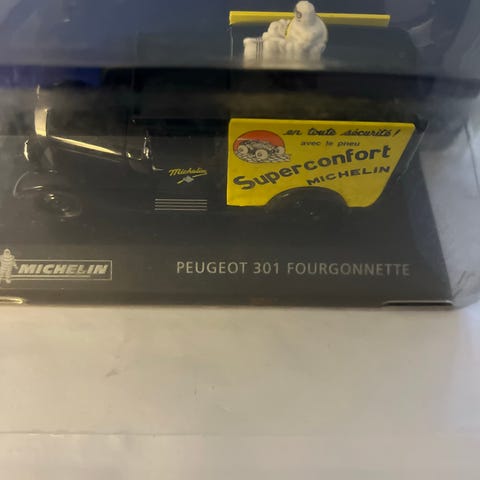 en toute sécurité!
avec le pneu
Superconfort
MICHELIN
Michelin
MICHELIN
PEUGEOT 301 FOURGONNETTE